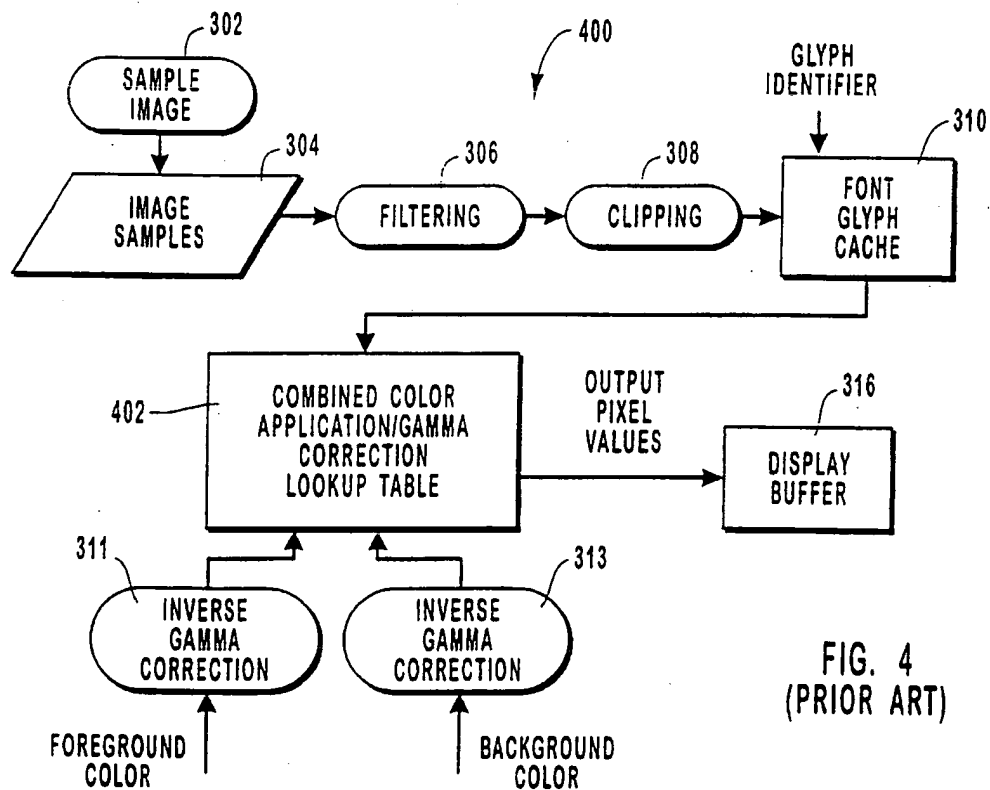 302
SAMPLE
IMAGE
400
GLYPH
IDENTIFIER
304
IMAGE
SAMPLES
306
FILTERING
308
CLIPPING
310
FONT
GLYPH
CACHE
402
COMBINED COLOR
APPLICATION/GAMMA
CORRECTION
LOOKUP TABLE
OUTPUT
PIXEL
VALUES
316
DISPLAY
BUFFER
311
INVERSE
GAMMA
CORRECTION
313
INVERSE
GAMMA
CORRECTION
FOREGROUND
COLOR
BACKGROUND
COLOR
FIG. 4
(PRIOR ART)